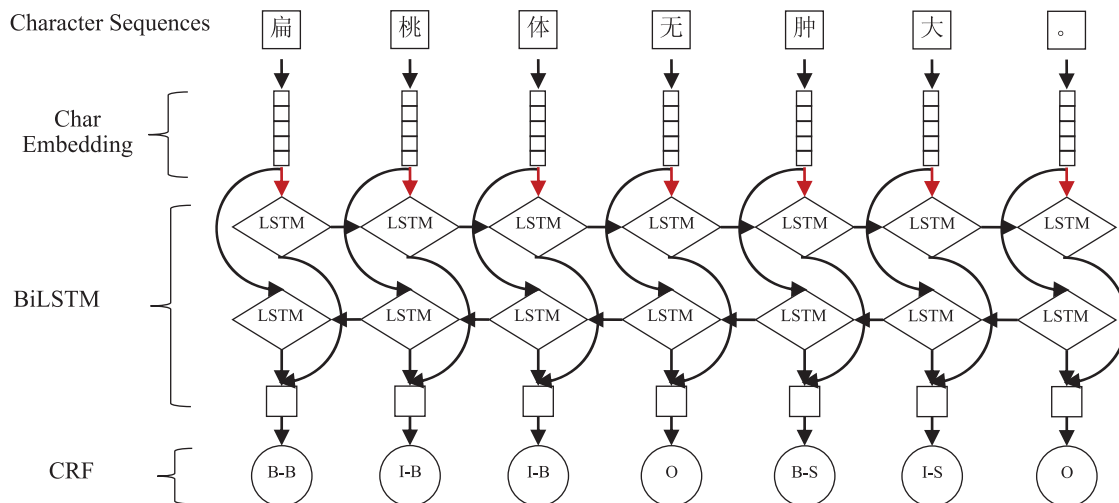 Character Sequences 扁 桃 体 无 肿 大 。
Char
Embedding
LSTM LSTM LSTM LSTM LSTM LSTM LSTM
BiLSTM
LSTM LSTM LSTM LSTM LSTM LSTM LSTM
CRF B-B I-B I-B O B-S I-S O